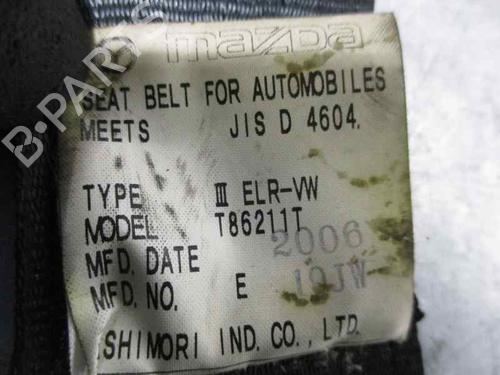 mazda
SEAT BELT FOR AUTOMOBILES
MEETS JIS D 4604.
TYPE III ELR-VW
MODEL T86211T
MFD. DATE 2006
MFD. NO. E 19JW
ASHIMORI IND. CO., LTD.
B-PARTS